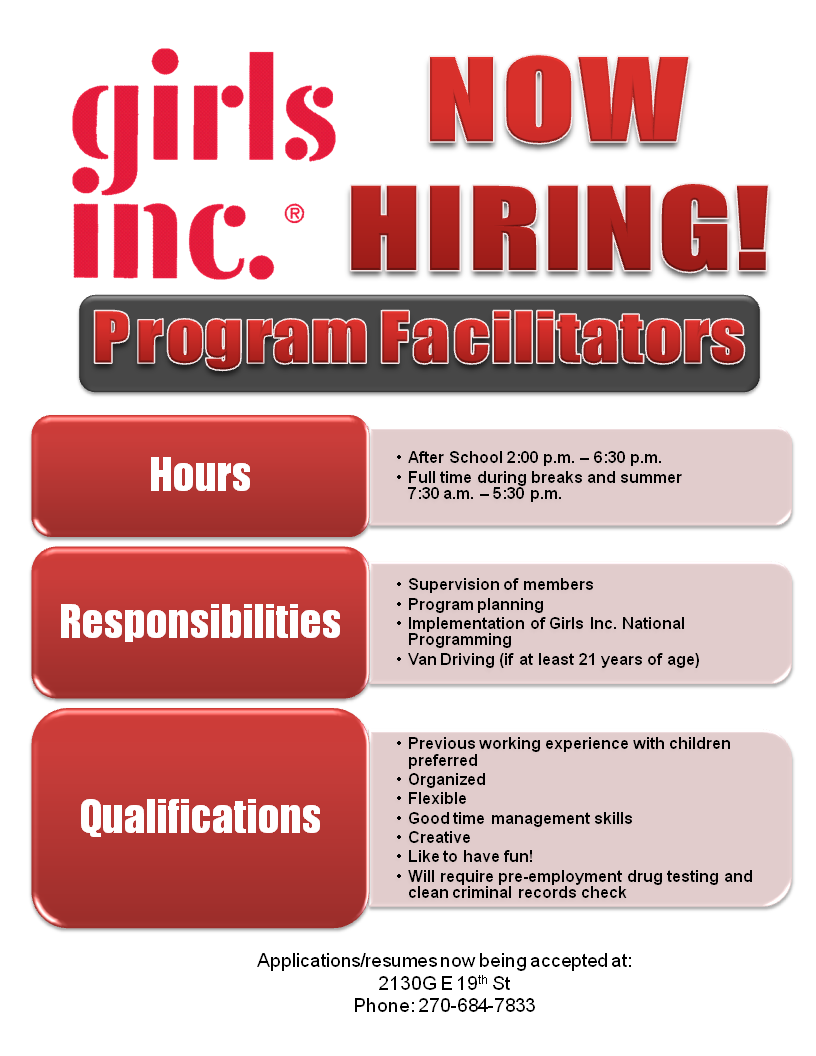 girls
inc.®
NOW
HIRING!
Program Facilitators
Hours
• After School 2:00 p.m. – 6:30 p.m.
• Full time during breaks and summer
7:30 a.m. – 5:30 p.m.
Responsibilities
• Supervision of members
• Program planning
• Implementation of Girls Inc. National
Programming
• Van Driving (if at least 21 years of age)
Qualifications
• Previous working experience with children
preferred
• Organized
• Flexible
• Good time management skills
• Creative
• Like to have fun!
• Will require pre-employment drug testing and
clean criminal records check
Applications/resumes now being accepted at:
2130G E 19th St
Phone: 270-684-7833